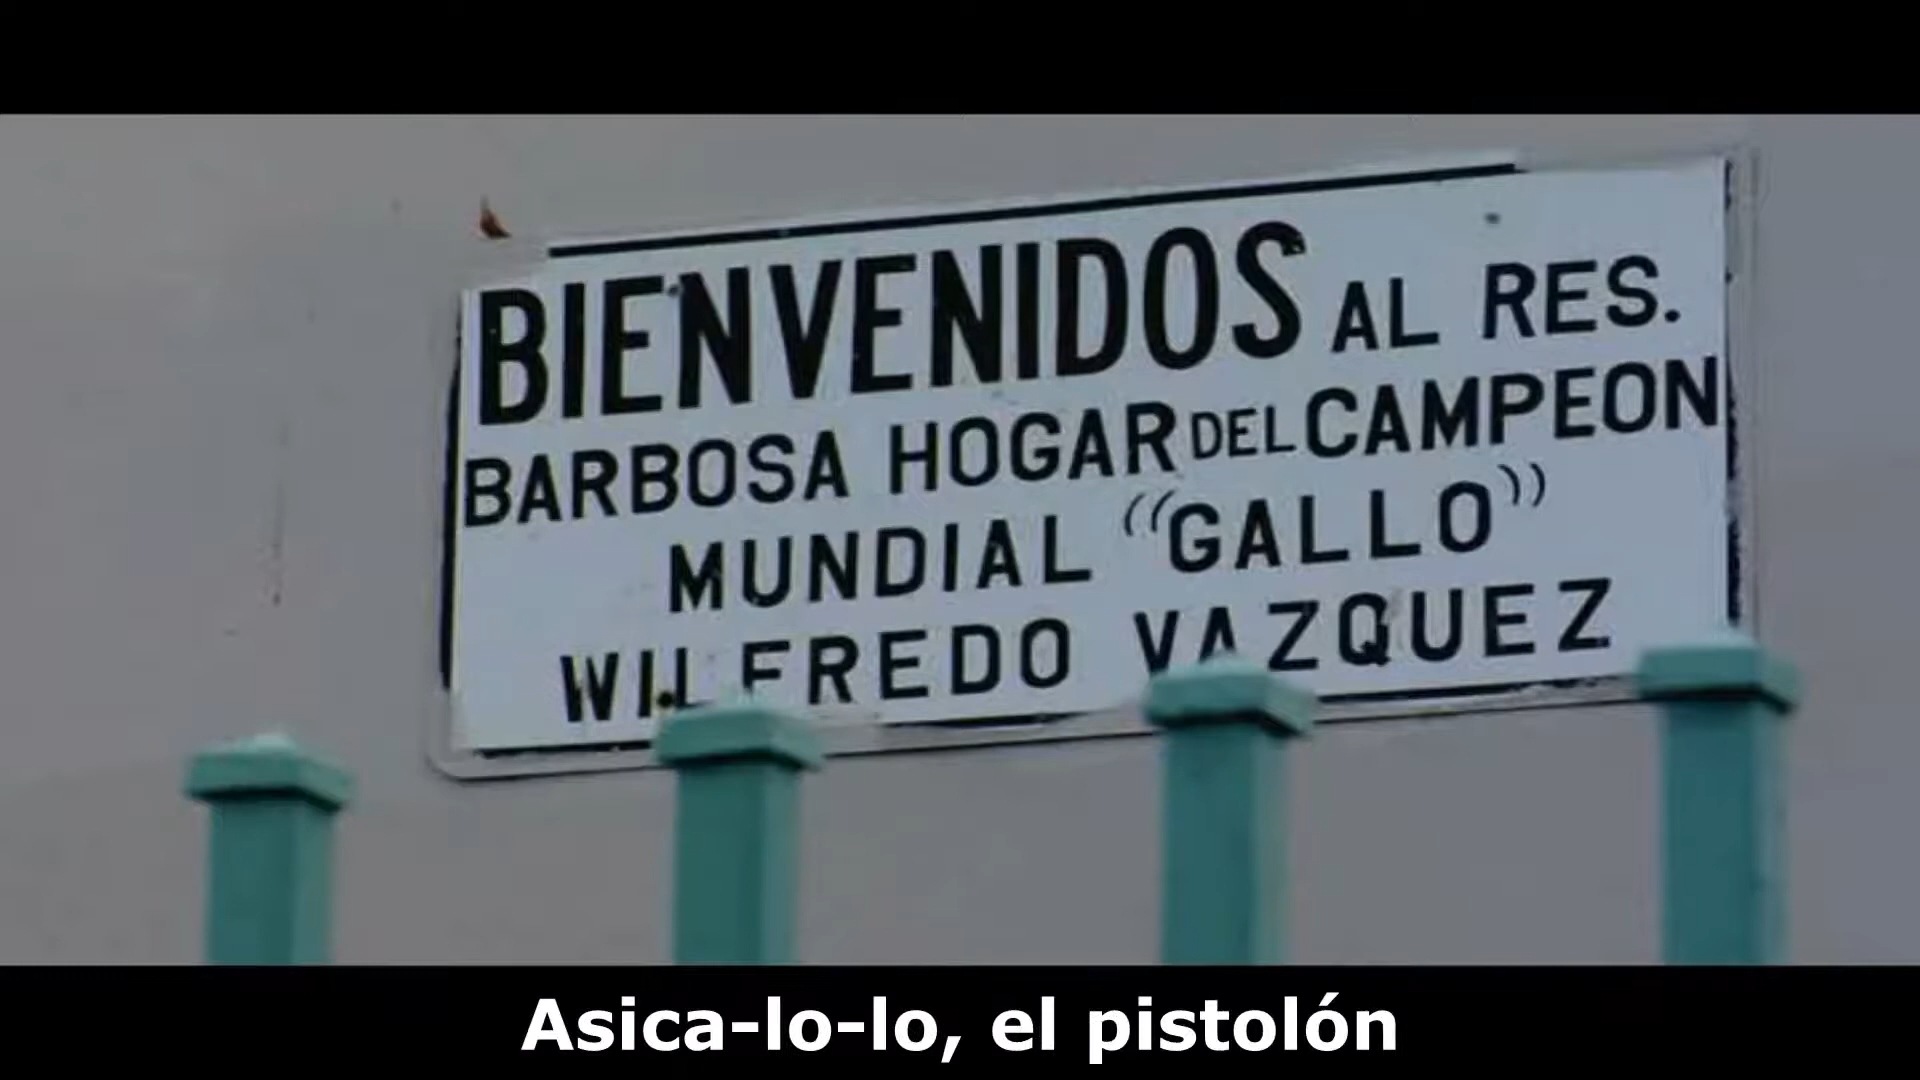 BIENVENIDOS AL RES.
BARBOSA HOGAR DEL CAMPEON
MUNDIAL "GALLO"
WILFREDO VAZQUEZ
Asica-lo-lo, el pistolón